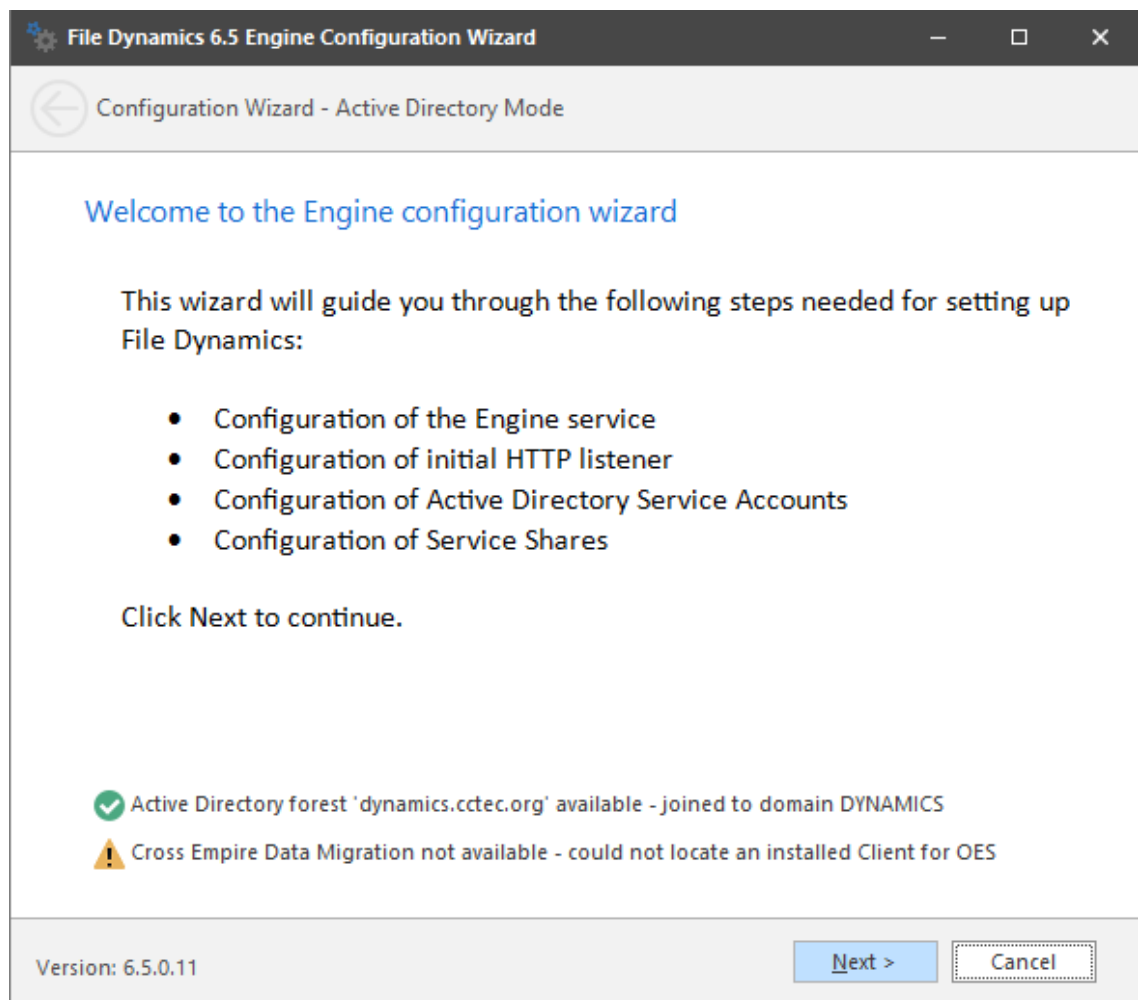 File Dynamics 6.5 Engine Configuration Wizard
Configuration Wizard - Active Directory Mode
Welcome to the Engine configuration wizard
This wizard will guide you through the following steps needed for setting up
File Dynamics:
• Configuration of the Engine service
• Configuration of initial HTTP listener
• Configuration of Active Directory Service Accounts
• Configuration of Service Shares
Click Next to continue.
Active Directory forest 'dynamics.cctec.org' available - joined to domain DYNAMICS
Cross Empire Data Migration not available - could not locate an installed Client for OES
Version: 6.5.0.11
Next >
Cancel